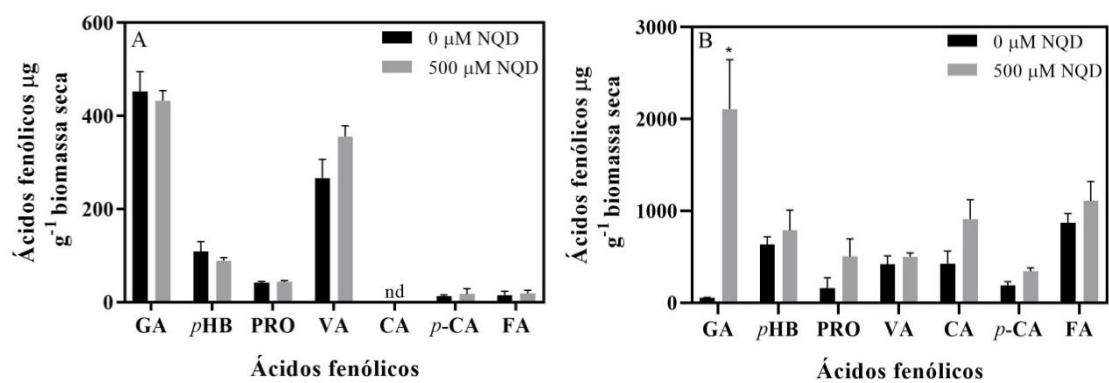 A
0 µM NQD
500 µM NQD
Ácidos fenólicos µg
g⁻¹ biomassa seca
600
400
200
0
nd
GA pHB PRO VA CA p-CA FA
Ácidos fenólicos
B
0 µM NQD
500 µM NQD
Ácidos fenólicos µg
g⁻¹ biomassa seca
3000
2000
1000
0
*
GA pHB PRO VA CA p-CA FA
Ácidos fenólicos